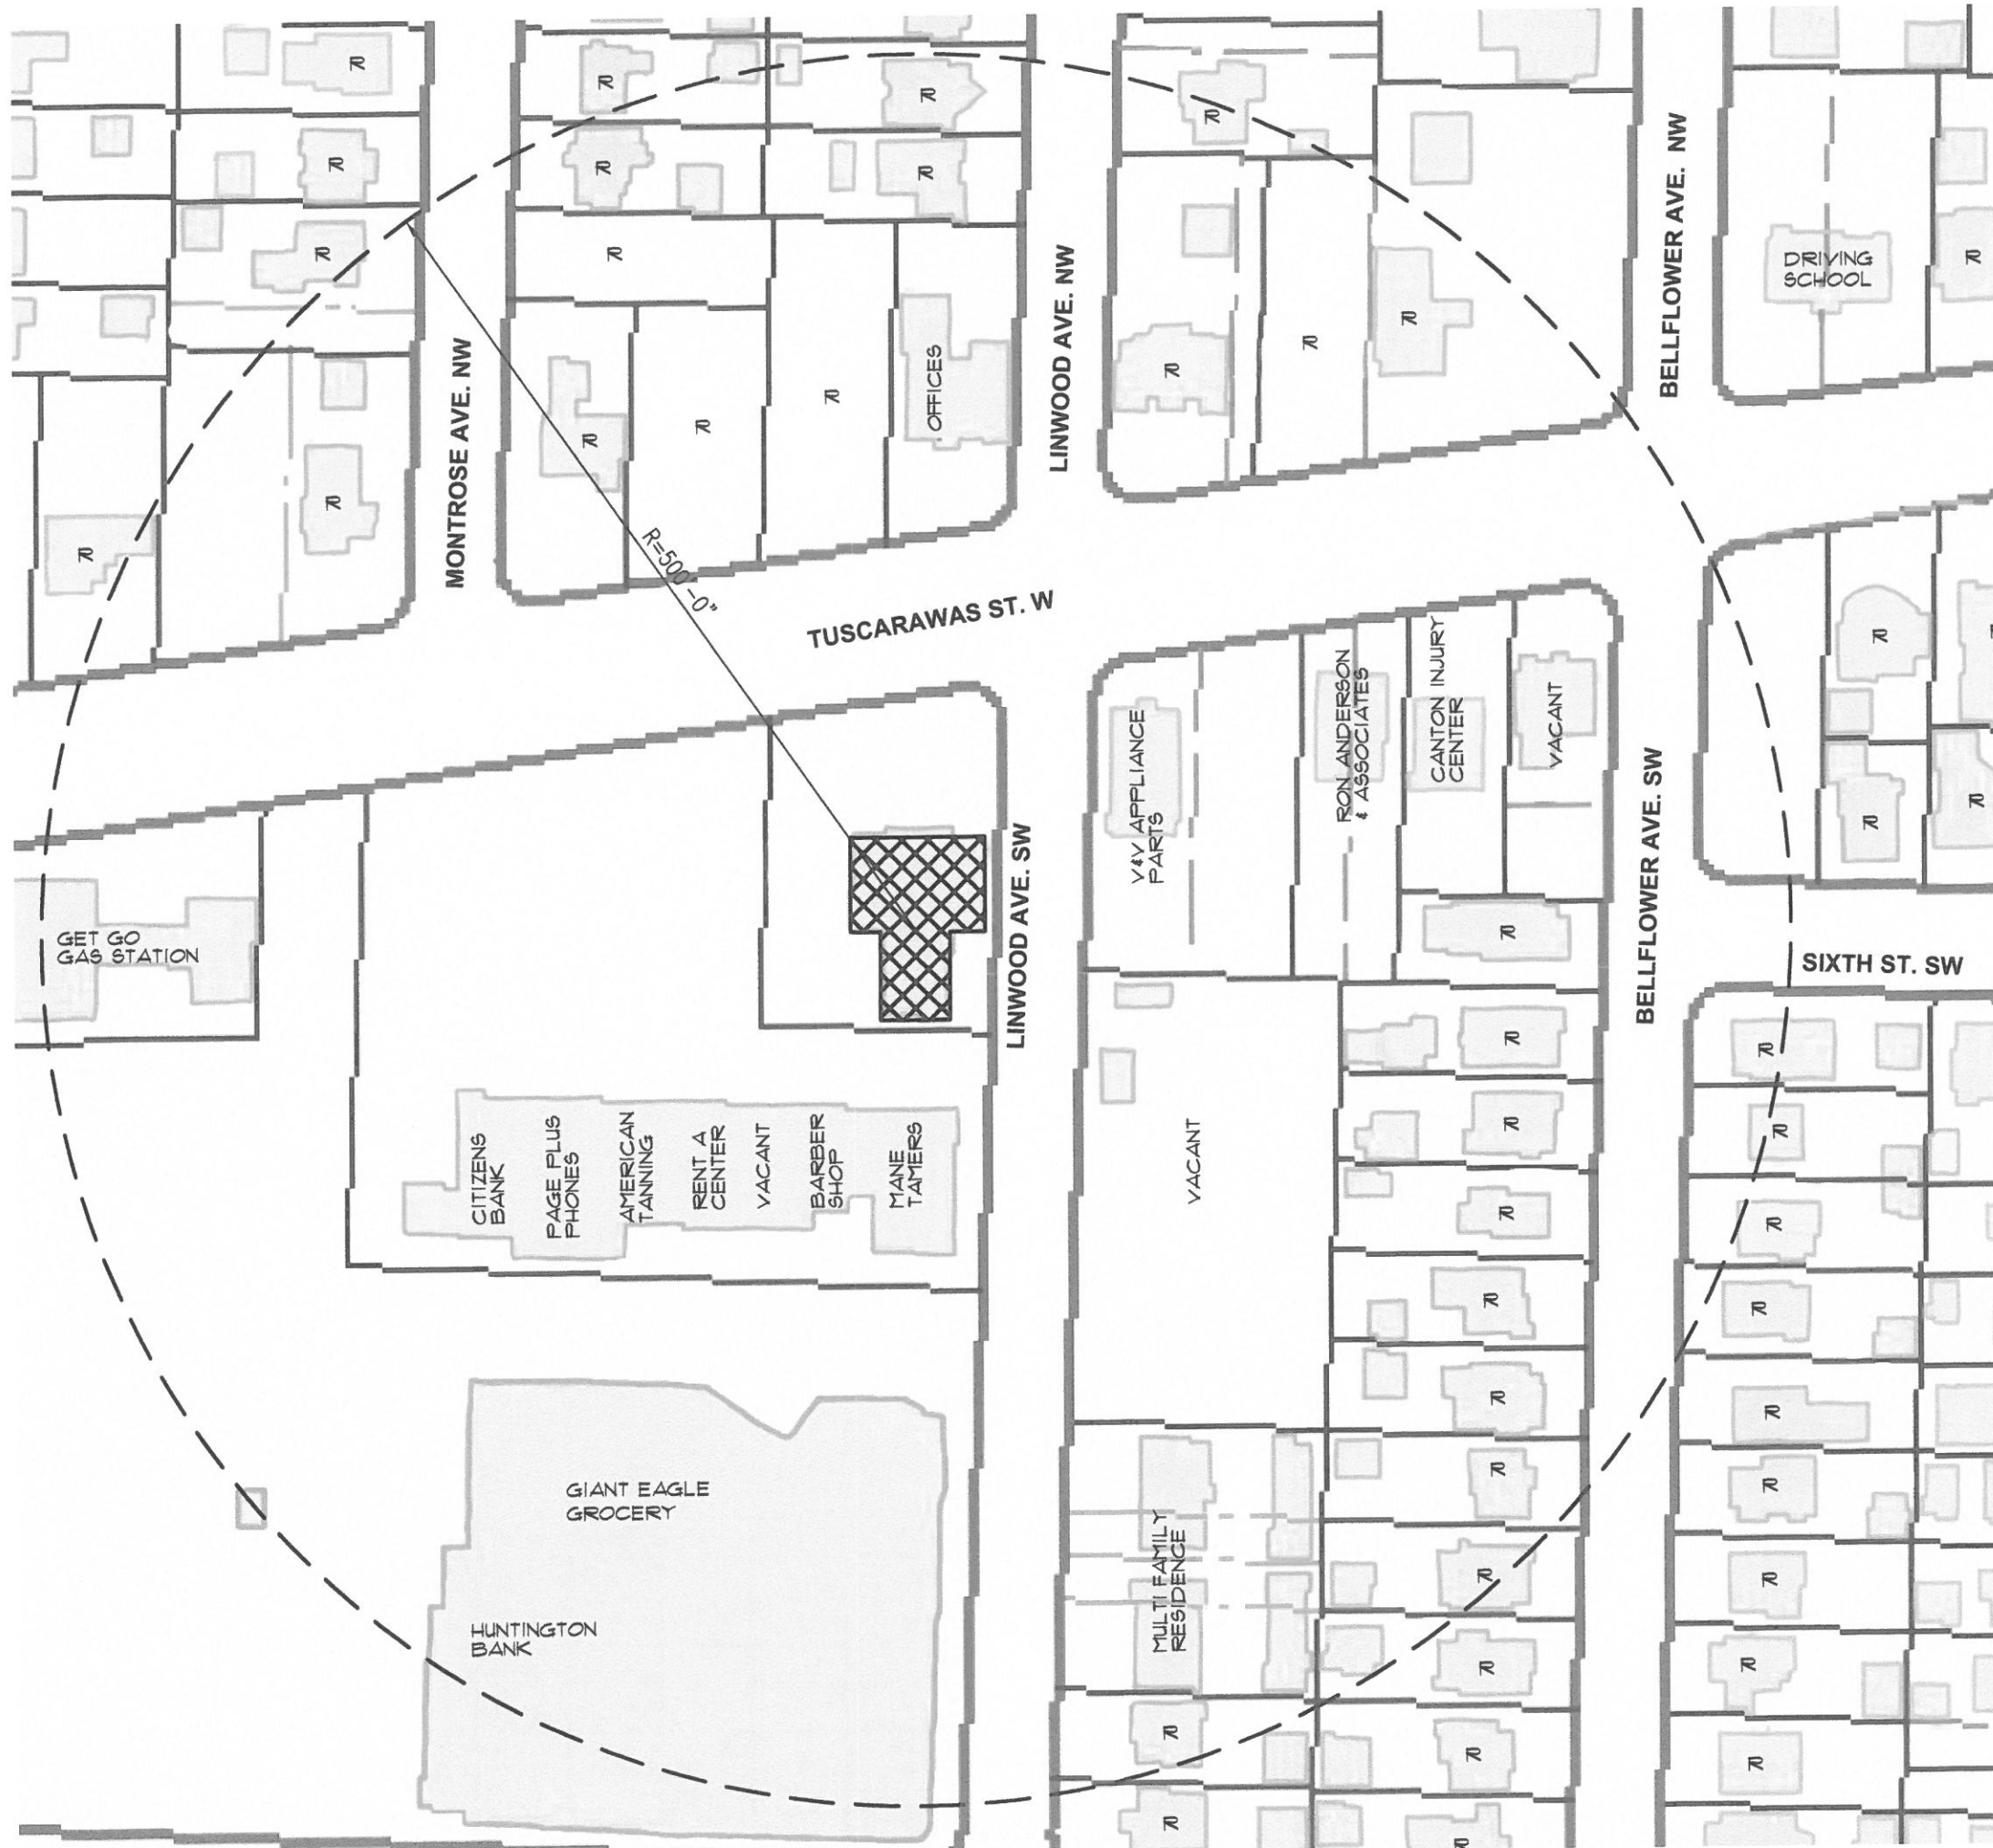 MONTROSE AVE. NW
OFFICES
LINWOOD AVE. NW
BELLFLOWER AVE. NW
DRIVING
SCHOOL
R=500'-0"
TUSCARAWAS ST. W
V&V APPLIANCE
PARTS
RON ANDERSON
& ASSOCIATES
CANTON INJURY
CENTER
VACANT
LINWOOD AVE. SW
BELLFLOWER AVE. SW
GET GO
GAS STATION
SIXTH ST. SW
CITIZENS
BANK
PAGE PLUS
PHONES
AMERICAN
TANNING
RENT A
CENTER
VACANT
BARBER
SHOP
MANE
TAMERS
VACANT
GIANT EAGLE
GROCERY
HUNTINGTON
BANK
MULTI FAMILY
RESIDENCE